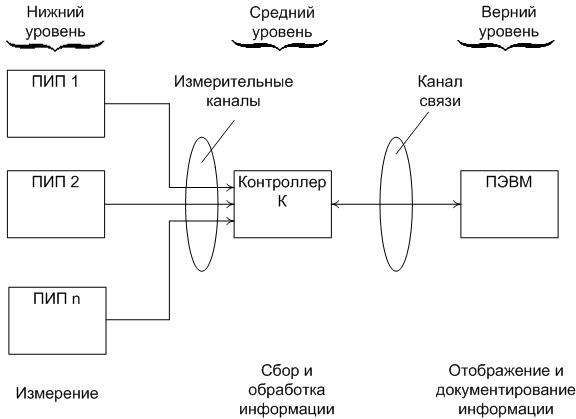 Нижний
уровень
Средний
уровень
Верний
уровень
ПИП 1
Измерительные
каналы
Канал
связи
ПИП 2
Контроллер
К
ПЭВМ
ПИП n
Измерение
Сбор и
обработка
информации
Отображение и
документирование
информации